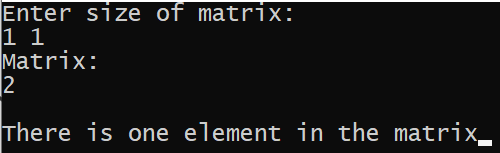 Enter size of matrix:
1 1
Matrix:
2
There is one element in the matrix